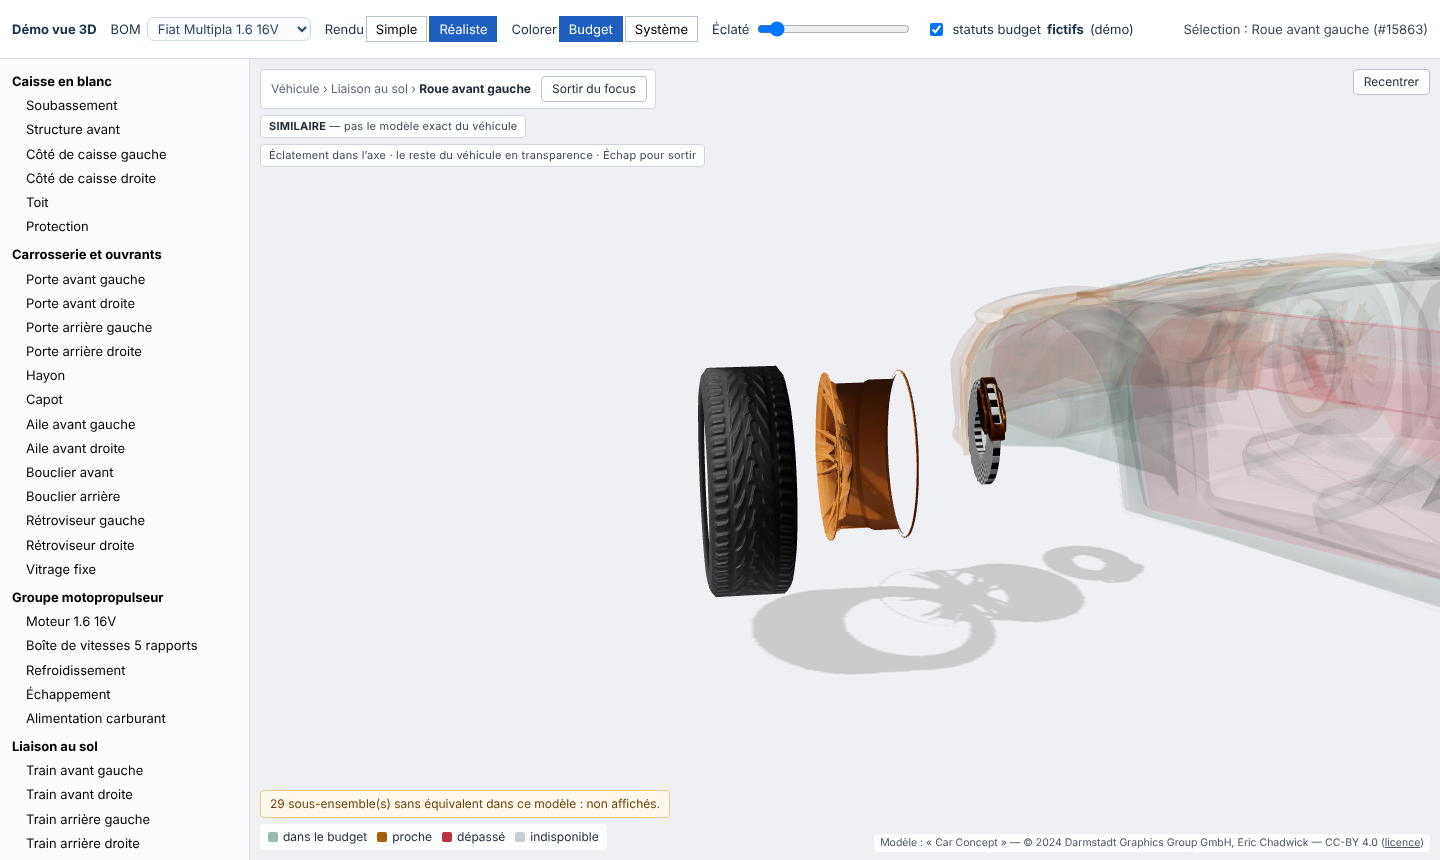 Démo vue 3D BOM Fiat Multipla 1.6 16V Rendu Simple Réaliste Colorer Budget Système Éclaté statuts budget fictifs (démo) Sélection : Roue avant gauche (#15863)
Caisse en blanc
Soubassement
Structure avant
Côté de caisse gauche
Côté de caisse droite
Toit
Protection
Carrosserie et ouvrants
Porte avant gauche
Porte avant droite
Porte arrière gauche
Porte arrière droite
Hayon
Capot
Aile avant gauche
Aile avant droite
Bouclier avant
Bouclier arrière
Rétroviseur gauche
Rétroviseur droite
Vitrage fixe
Groupe motopropulseur
Moteur 1.6 16V
Boîte de vitesses 5 rapports
Refroidissement
Échappement
Alimentation carburant
Liaison au sol
Train avant gauche
Train avant droite
Train arrière gauche
Train arrière droite
Véhicule › Liaison au sol › Roue avant gauche Sortir du focus
Recentrer
SIMILAIRE — pas le modèle exact du véhicule
Éclatement dans l'axe · le reste du véhicule en transparence · Échap pour sortir
29 sous-ensemble(s) sans équivalent dans ce modèle : non affichés.
dans le budget proche dépassé indisponible
Modèle : « Car Concept » — © 2024 Darmstadt Graphics Group GmbH, Eric Chadwick — CC-BY 4.0 (licence)